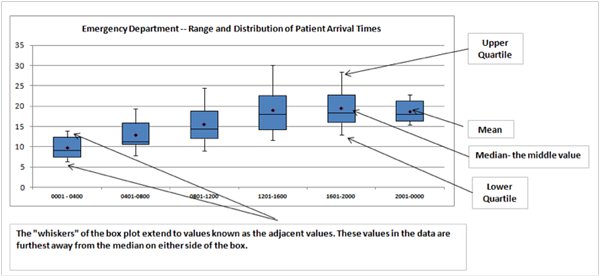 Emergency Department -- Range and Distribution of Patient Arrival Times
Upper
Quartile
35
30
25
20
15
10
5
0
Mean
Median- the middle value
Lower
Quartile
0001 - 0400
0401-0800
0801-1200
1201-1600
1601-2000
2001-0000
The "whiskers" of the box plot extend to values known as the adjacent values. These values in the data are
furthest away from the median on either side of the box.